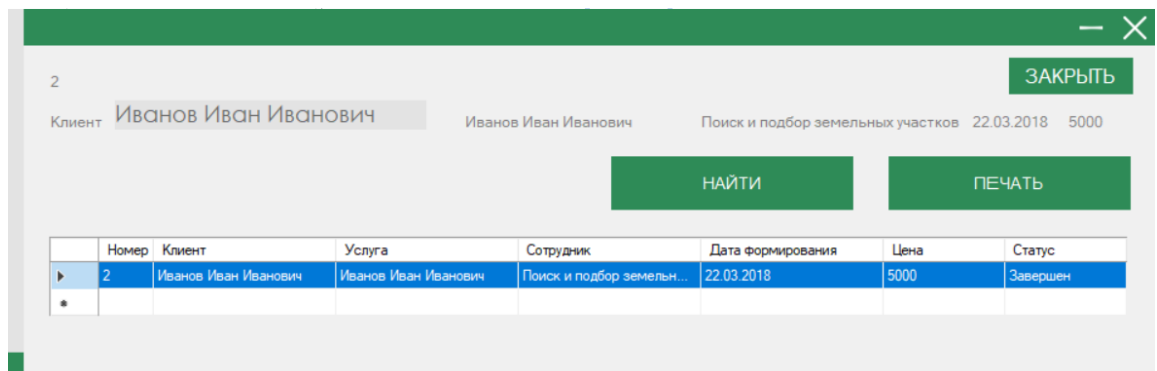 ЗАКРЫТЬ
2
Клиент Иванов Иван Иванович Иванов Иван Иванович Поиск и подбор земельных участков 22.03.2018 5000
НАЙТИ ПЕЧАТЬ
Номер Клиент Услуга Сотрудник Дата формирования Цена Статус
2 Иванов Иван Иванович Иванов Иван Иванович Поиск и подбор земельн... 22.03.2018 5000 Завершен